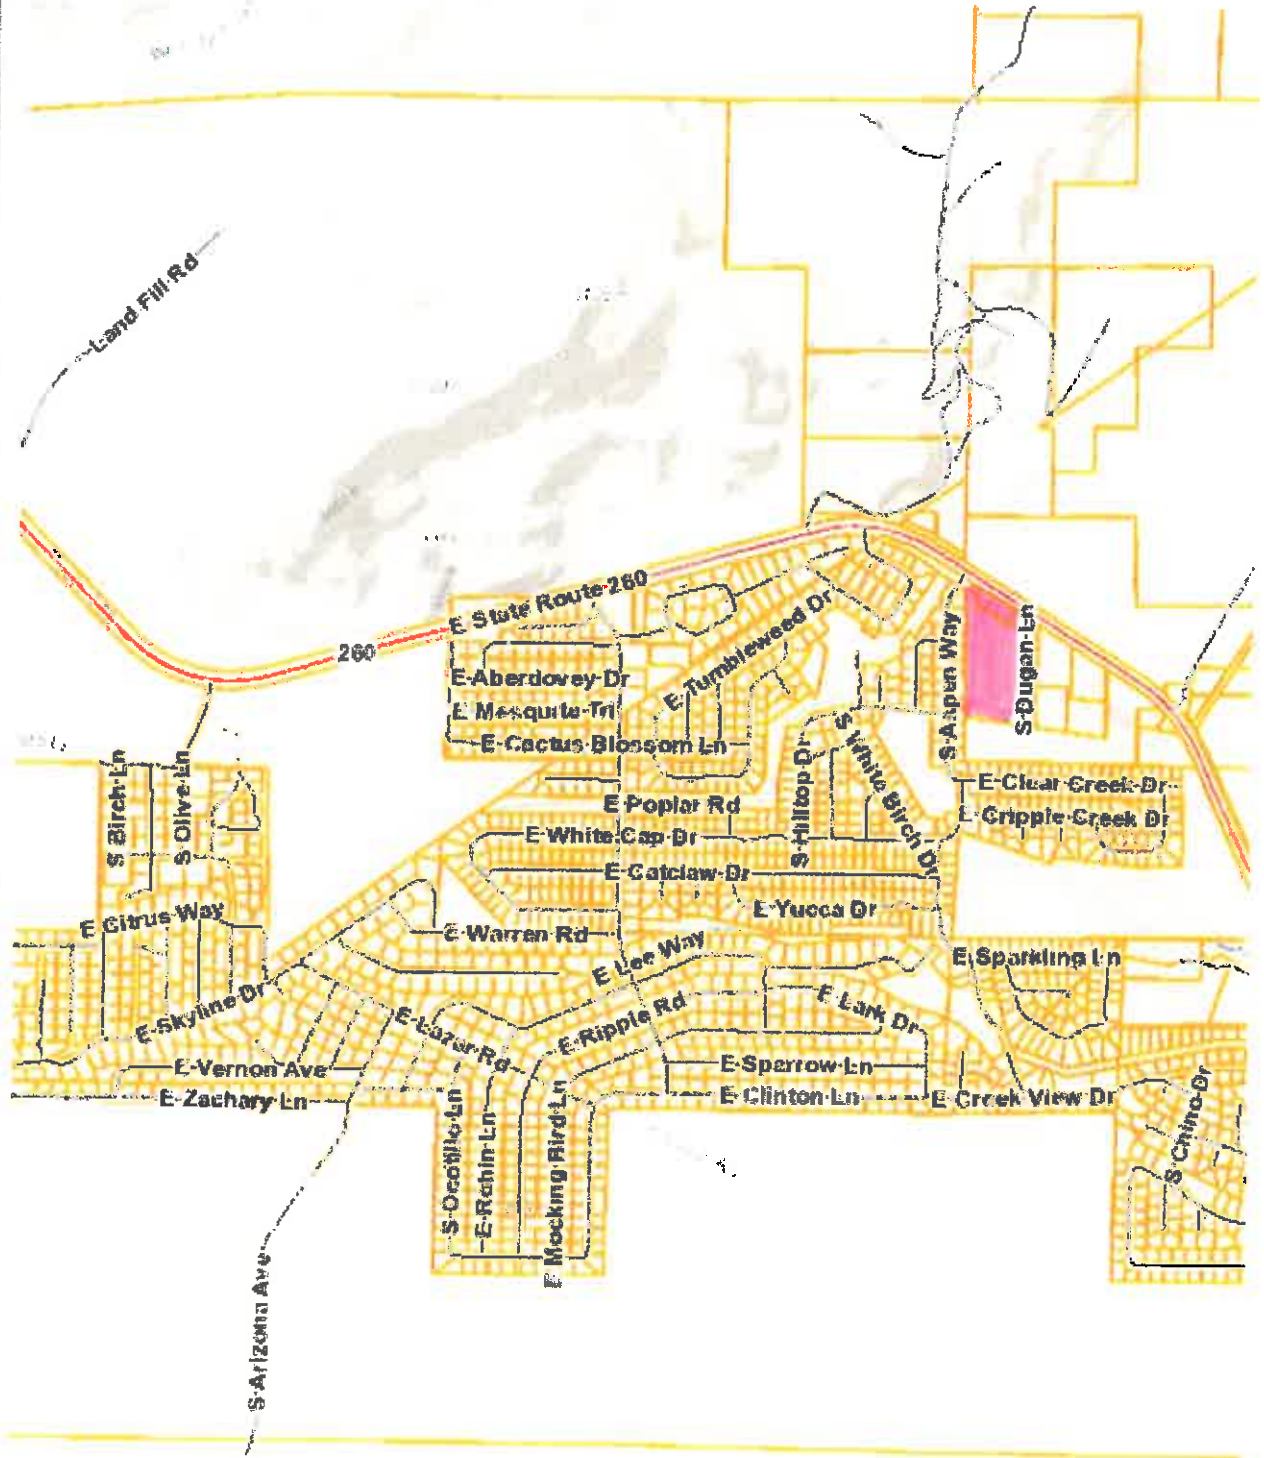 Land Fill Rd
E State Route 260
260
E Aberdovey Dr
E Mesquite Trl
E Cactus Blossom Ln
E Tumbleweed Dr
S Aspen Way
S Dugan Ln
S Birch Ln
S Olive Ln
S Hilltop Dr
S White Birch Dr
E Clear Creek Dr
E Cripple Creek Dr
E Poplar Rd
E White Cap Dr
E Catclaw Dr
E Yucca Dr
E Citrus Way
E Warren Rd
E Lee Way
E Sparkling Ln
E Skyline Dr
E Lazar Rd
E Ripple Rd
E Lark Dr
E Vernon Ave
E Sparrow Ln
E Zachary Ln
E Clinton Ln
E Creek View Dr
S Ocotillo Ln
E Robin Ln
E Mocking Bird Ln
S Chino Dr
S Arizona Ave